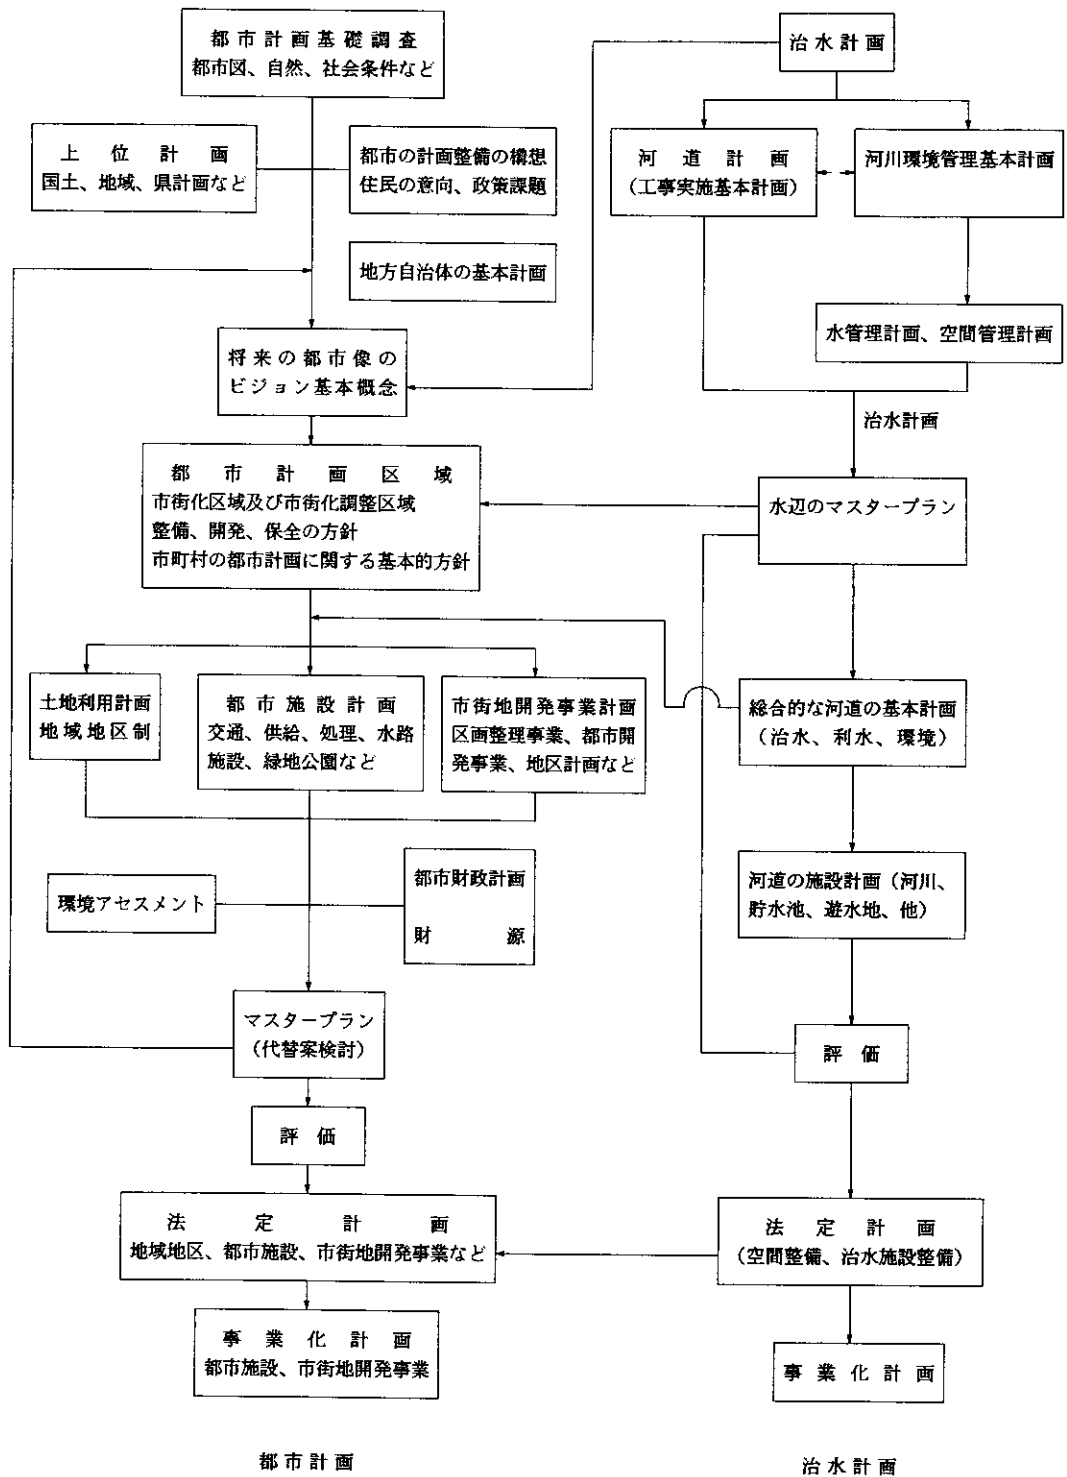 都市計画基礎調査
都市図、自然、社会条件など
治水計画
上位計画
国土、地域、県計画など
都市の計画整備の構想
住民の意向、政策課題
河道計画
（工事実施基本計画）
河川環境管理基本計画
地方自治体の基本計画
水管理計画、空間管理計画
将来の都市像の
ビジョン基本概念
治水計画
都市計画区域
市街化区域及び市街化調整区域
整備、開発、保全の方針
市町村の都市計画に関する基本的方針
水辺のマスタープラン
土地利用計画
地域地区制
都市施設計画
交通、供給、処理、水路
施設、緑地公園など
市街地開発事業計画
区画整理事業、都市開
発事業、地区計画など
総合的な河道の基本計画
（治水、利水、環境）
環境アセスメント
都市財政計画
財源
河道の施設計画（河川、
貯水池、遊水地、他）
マスタープラン
（代替案検討）
評価
評価
法定計画
地域地区、都市施設、市街地開発事業など
法定計画
（空間整備、治水施設整備）
事業化計画
都市施設、市街地開発事業
事業化計画
都市計画
治水計画